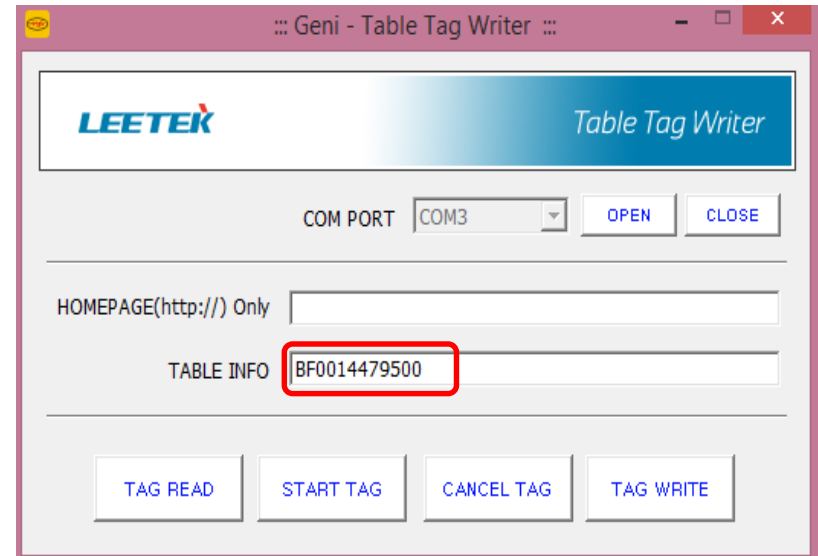 ::: Geni - Table Tag Writer :::
LEETEK Table Tag Writer
COM PORT COM3 OPEN CLOSE
HOMEPAGE(http://) Only
TABLE INFO BF0014479500
TAG READ START TAG CANCEL TAG TAG WRITE